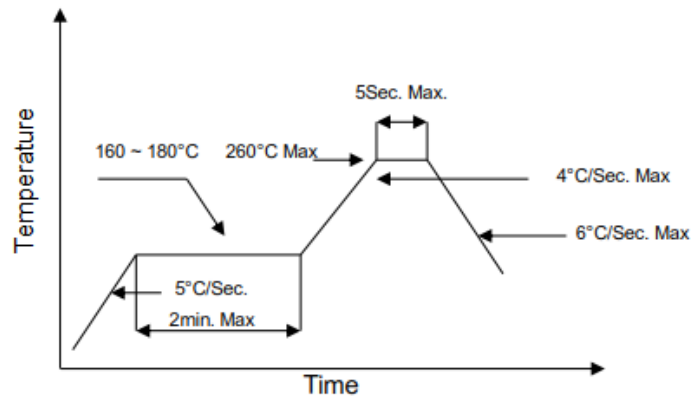 5Sec. Max.
160 ~ 180°C
260°C Max
4°C/Sec. Max
6°C/Sec. Max
5°C/Sec.
2min. Max
Temperature
Time